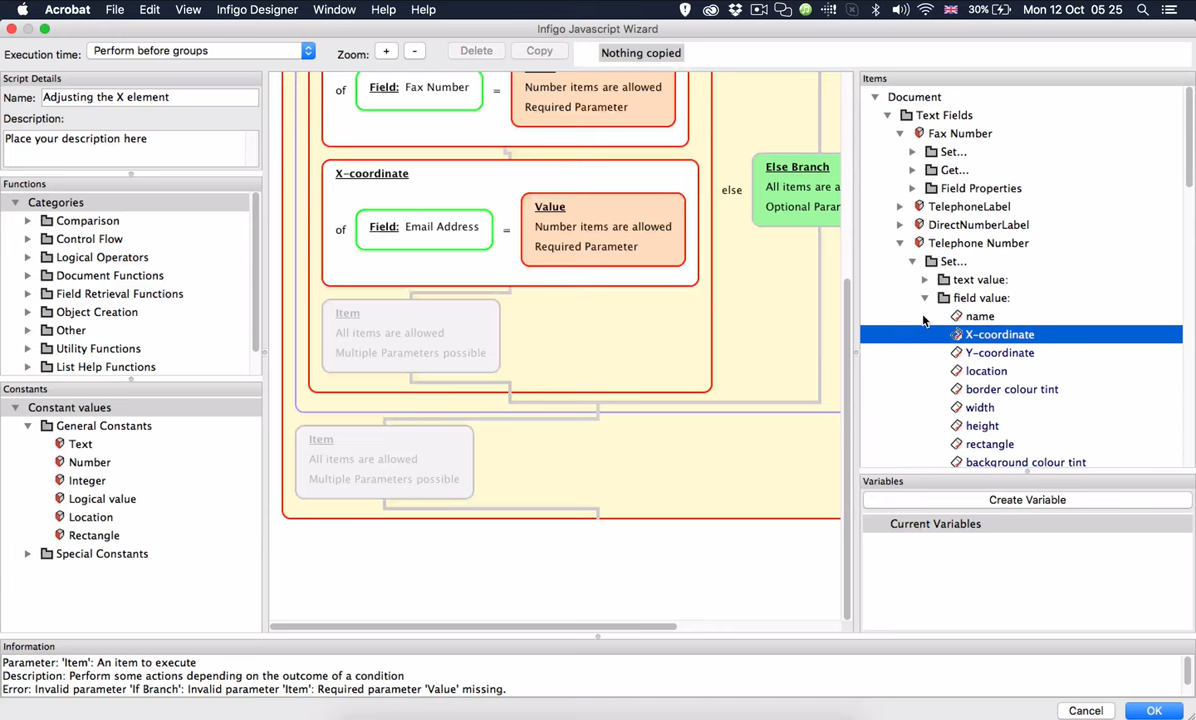 Acrobat File Edit View Infigo Designer Window Help Help 30% Mon 12 Oct 05 25
Infigo Javascript Wizard
Execution time: Perform before groups Zoom: + - Delete Copy Nothing copied
Script Details
Name: Adjusting the X element
Description:
Place your description here
Functions
Categories
Comparison
Control Flow
Logical Operators
Document Functions
Field Retrieval Functions
Object Creation
Other
Utility Functions
List Help Functions
Constants
Constant values
General Constants
Text
Number
Integer
Logical value
Location
Rectangle
Special Constants
of Field: Fax Number =
Number items are allowed
Required Parameter
X-coordinate
of Field: Email Address =
Value
Number items are allowed
Required Parameter
Item
All items are allowed
Multiple Parameters possible
else
Else Branch
All items are a
Optional Parar
Item
All items are allowed
Multiple Parameters possible
Items
Document
Text Fields
Fax Number
Set...
Get...
Field Properties
TelephoneLabel
DirectNumberLabel
Telephone Number
Set...
text value:
field value:
name
X-coordinate
Y-coordinate
location
border colour tint
width
height
rectangle
background colour tint
Variables
Create Variable
Current Variables
Information
Parameter: 'Item': An item to execute
Description: Perform some actions depending on the outcome of a condition
Error: Invalid parameter 'If Branch': Invalid parameter 'Item': Required parameter 'Value' missing.
Cancel OK